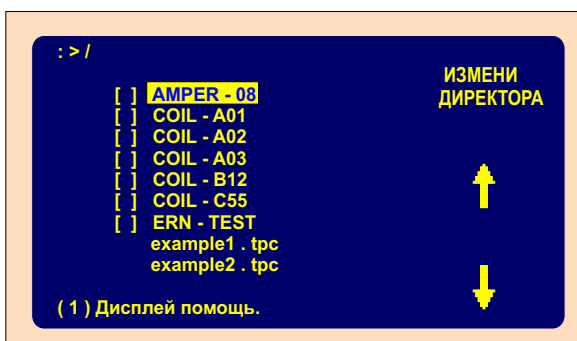 : > /
ИЗМЕНИ
ДИРЕКТОРА
[ ] AMPER - 08
[ ] COIL - A01
[ ] COIL - A02
[ ] COIL - A03
[ ] COIL - B12
[ ] COIL - C55
[ ] ERN - TEST
example1 . tpc
example2 . tpc
( 1 ) Дисплей помощь.